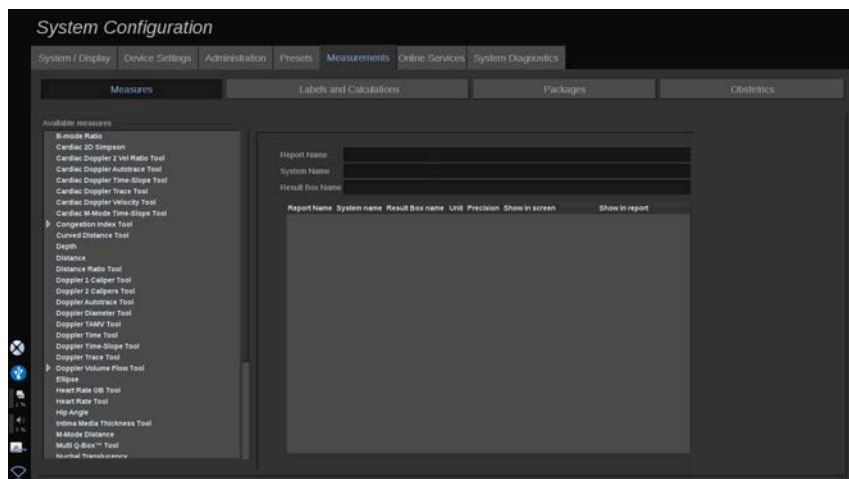 System Configuration
System / Display Device Settings Administration Presets Measurements Online Services System Diagnostics
Measures Labels and Calculations Packages Obstetrics
Available measures
B-mode Ratio
Cardiac 2D Simpson
Cardiac Doppler 2 Vel Ratio Tool
Cardiac Doppler Autotrace Tool
Cardiac Doppler Time-Slope Tool
Cardiac Doppler Trace Tool
Cardiac Doppler Velocity Tool
Cardiac M-Mode Time-Slope Tool
Congestion Index Tool
Curved Distance Tool
Depth
Distance
Distance Ratio Tool
Doppler 1 Caliper Tool
Doppler 2 Calipers Tool
Doppler Autotrace Tool
Doppler Diameter Tool
Doppler TAMV Tool
Doppler Time Tool
Doppler Time-Slope Tool
Doppler Trace Tool
Doppler Volume Flow Tool
Ellipse
Heart Rate OB Tool
Heart Rate Tool
Hip Angle
Intima Media Thickness Tool
M-Mode Distance
Multi Q-Box™ Tool
Nuchal Translucency
Report Name
System Name
Result Box Name
Report Name System name Result Box name Unit Precision Show in screen Show in report